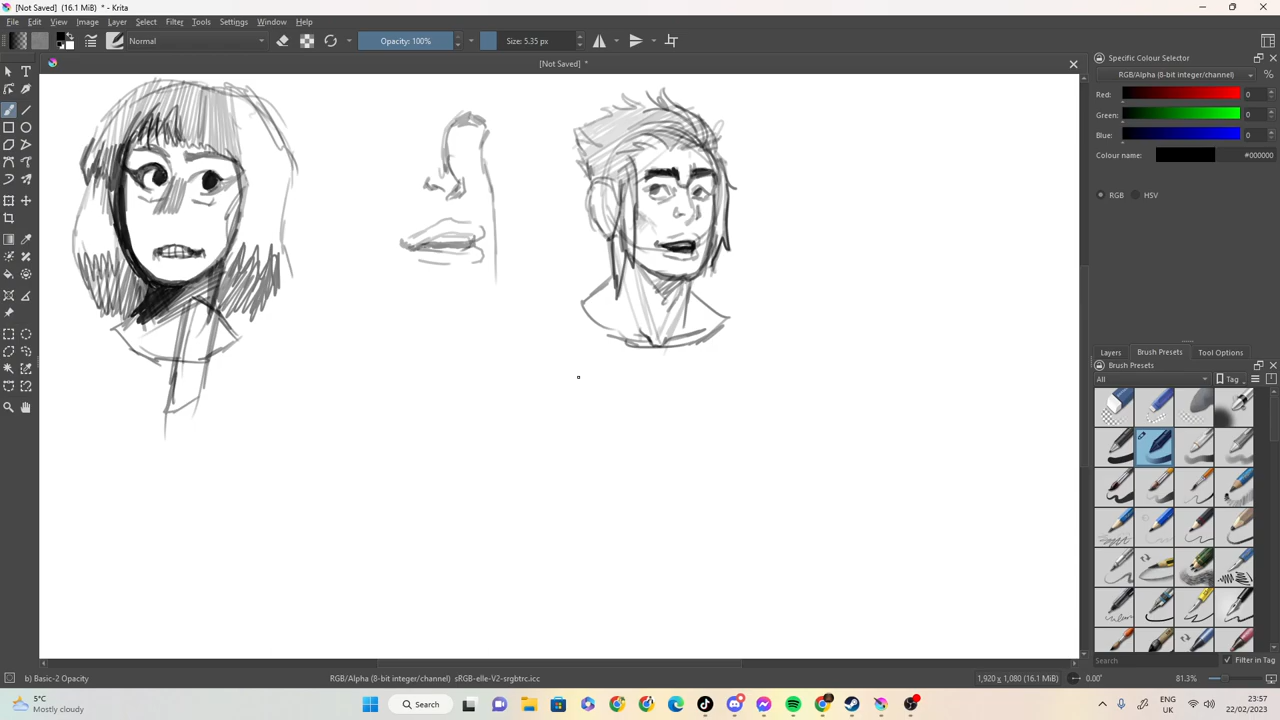 [Not Saved] (16.1 MiB) * - Krita
File Edit View Image Layer Select Filter Tools Settings Window Help
Normal Opacity: 100% Size: 5.35 px
[Not Saved] *
Specific Colour Selector
RGB/Alpha (8-bit integer/channel) %
Red: 0
Green: 0
Blue: 0
Colour name: #000000
RGB HSV
Layers Brush Presets Tool Options
Brush Presets
All Tag
Search Filter in Tag
b) Basic-2 Opacity RGB/Alpha (8-bit integer/channel) sRGB-elle-V2-srgbtrc.icc 1,920 x 1,080 (16.1 MiB) 0.00° 81.3%
5°C
Mostly cloudy
Search
ENG
UK
23:57
22/02/2023